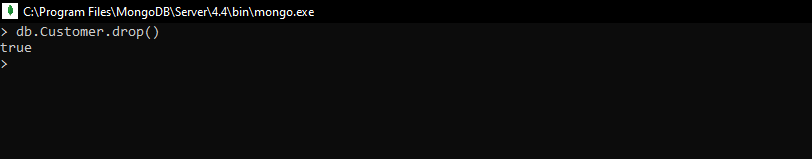 C:\Program Files\MongoDB\Server\4.4\bin\mongo.exe
> db.Customer.drop()
true
>